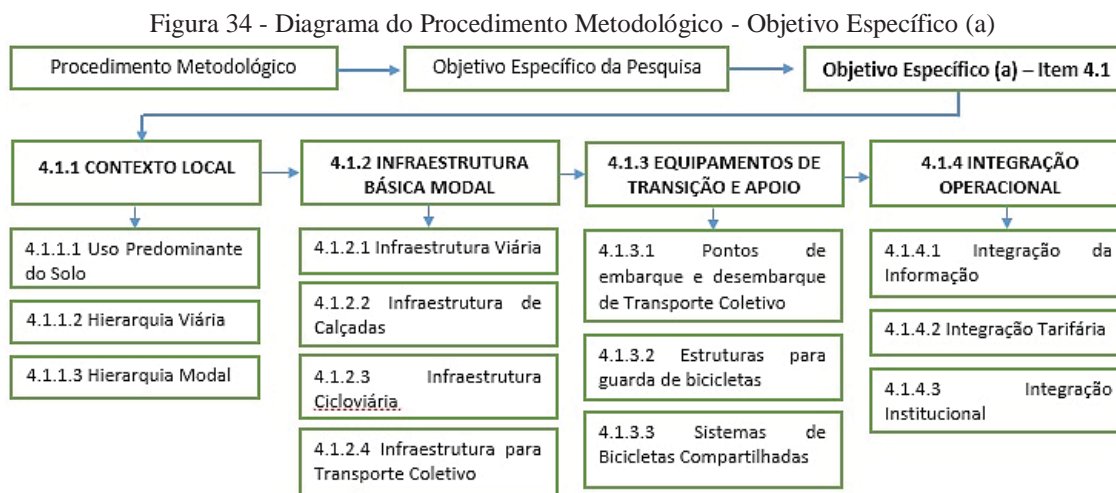 Figura 34 - Diagrama do Procedimento Metodológico - Objetivo Específico (a)
Procedimento Metodológico
Objetivo Específico da Pesquisa
Objetivo Específico (a) – Item 4.1
4.1.1 CONTEXTO LOCAL
4.1.2 INFRAESTRUTURA
BÁSICA MODAL
4.1.3 EQUIPAMENTOS DE
TRANSIÇÃO E APOIO
4.1.4 INTEGRAÇÃO
OPERACIONAL
4.1.1.1 Uso Predominante
do Solo
4.1.1.2 Hierarquia Viária
4.1.1.3 Hierarquia Modal
4.1.2.1 Infraestrutura Viária
4.1.2.2 Infraestrutura de
Calçadas
4.1.2.3 Infraestrutura
Cicloviária
4.1.2.4 Infraestrutura para
Transporte Coletivo
4.1.3.1 Pontos de
embarque e desembarque
de Transporte Coletivo
4.1.3.2 Estruturas para
guarda de bicicletas
4.1.3.3 Sistemas de
Bicicletas Compartilhadas
4.1.4.1 Integração da
Informação
4.1.4.2 Integração Tarifária
4.1.4.3 Integração
Institucional